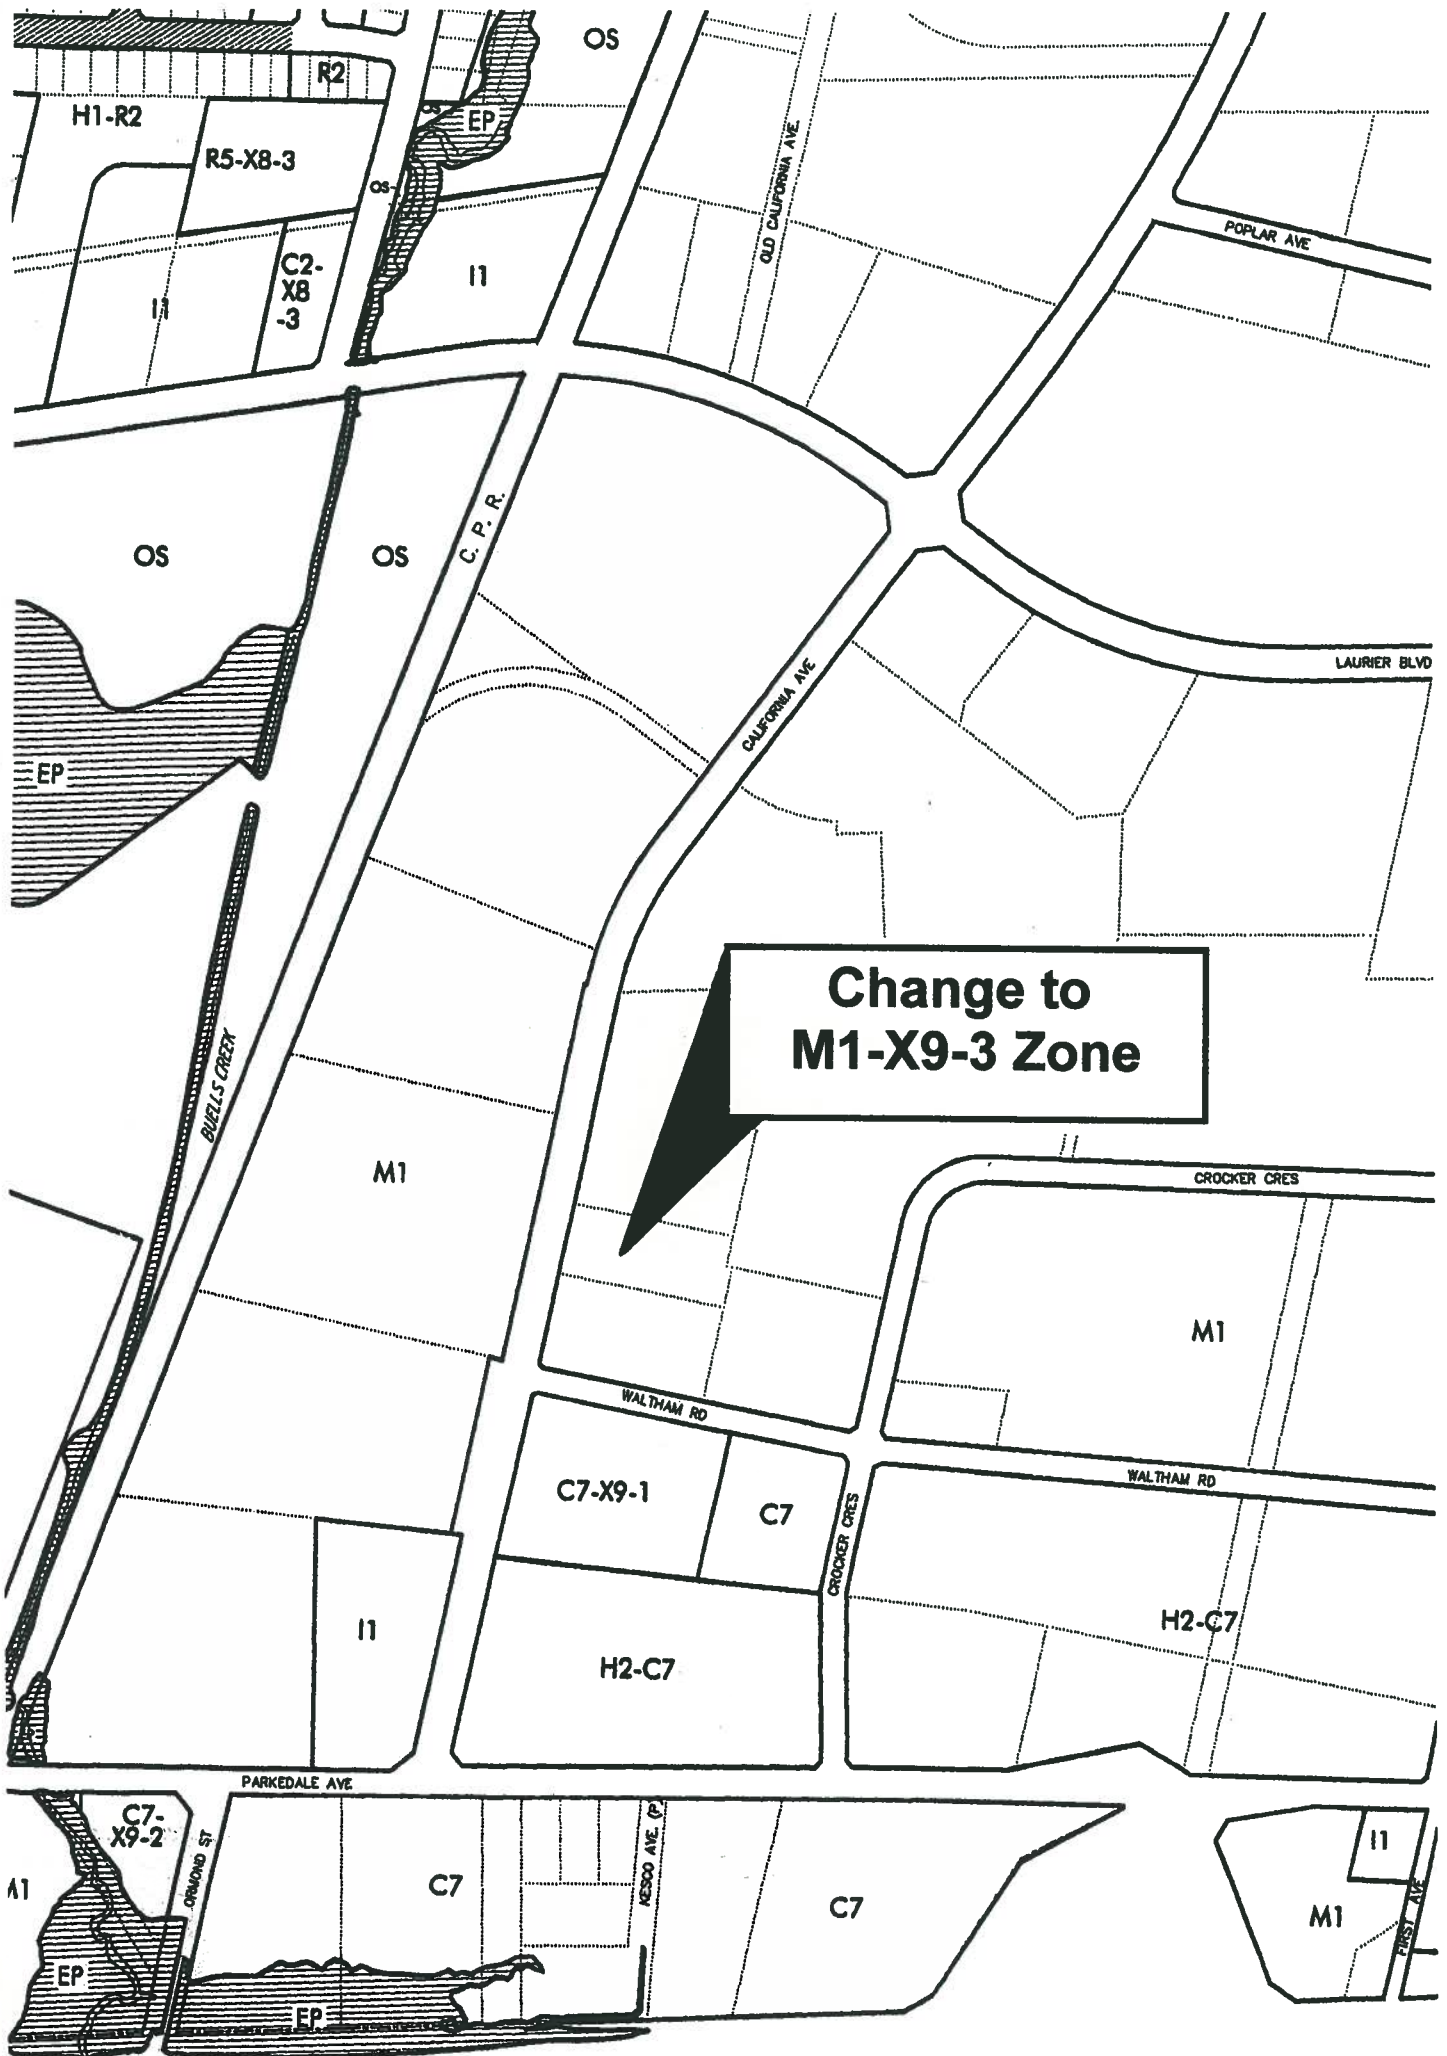 OS
R2
H1-R2
OS
EP
R5-X8-3
OS
OLD CALIFORNIA AVE.
POPLAR AVE
C2-
X8
-3
I1
I1
C. P. R.
OS
OS
LAURIER BLVD
CALIFORNIA AVE
EP
Change to
M1-X9-3 Zone
BUELLS CREEK
M1
CROCKER CRES
M1
WALTHAM RD
WALTHAM RD
C7-X9-1
C7
CROCKER CRES
I1
H2-C7
H2-C7
PARKEDALE AVE
C7-
X9-2
ORMOND ST
C7
KESCO AVE. (P)
C7
I1
M1
FIRST AVE
EP
EP